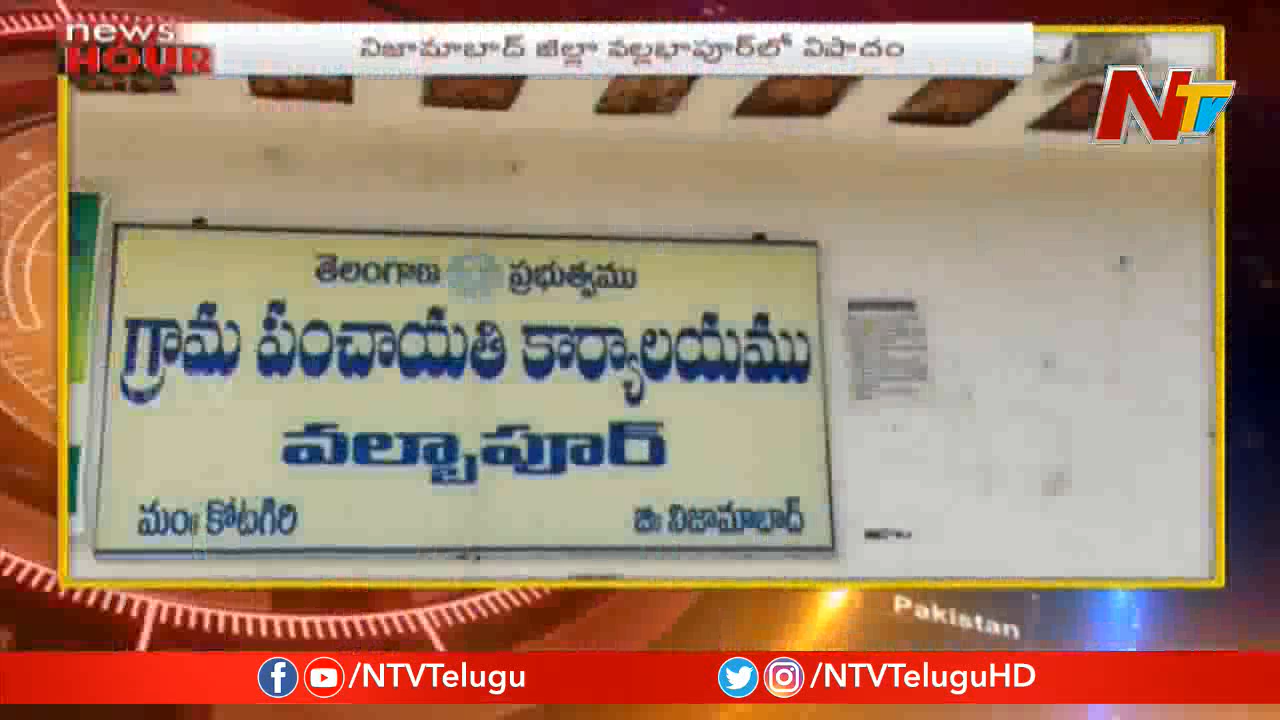 news
HOUR
నిజామాబాద్ జిల్లా వల్లభాపూర్‌లో విషాదం
NTV
తెలంగాణ ప్రభుత్వము
గ్రామ పంచాయతి కార్యాలయము
వల్భాపూర్
మం॥ కోటగిరి జి॥ నిజామాబాద్
Pakistan
/NTVTelugu /NTVTeluguHD